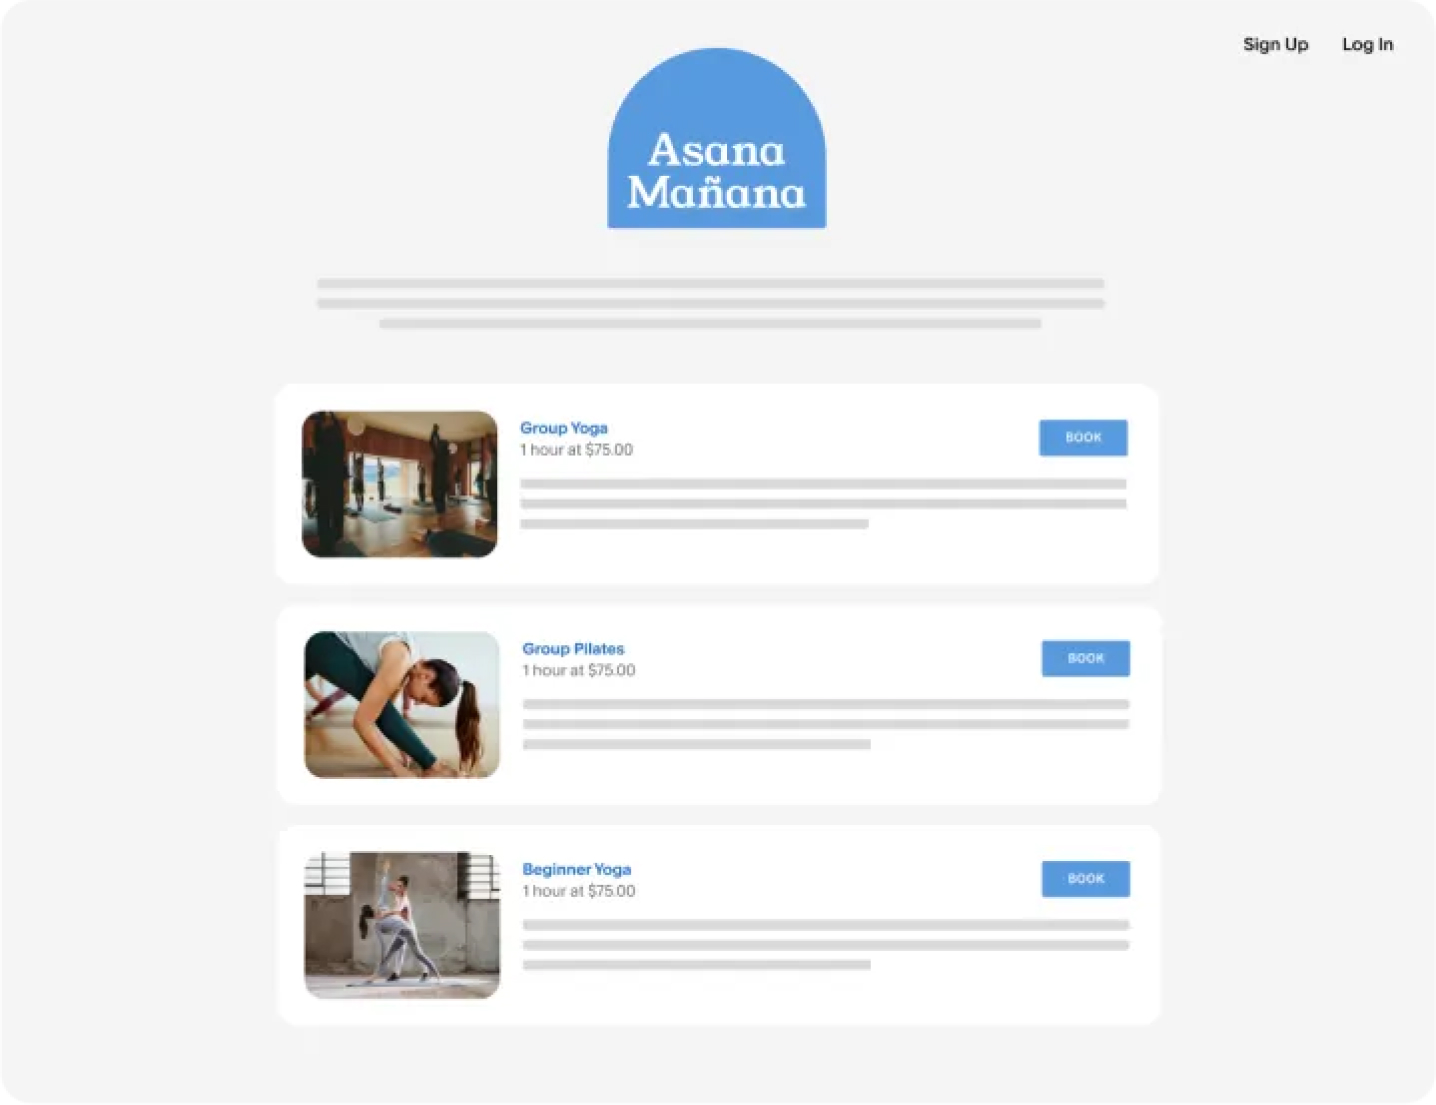 Sign Up Log In
Asana
Mañana
Group Yoga
1 hour at $75.00
BOOK
Group Pilates
1 hour at $75.00
BOOK
Beginner Yoga
1 hour at $75.00
BOOK